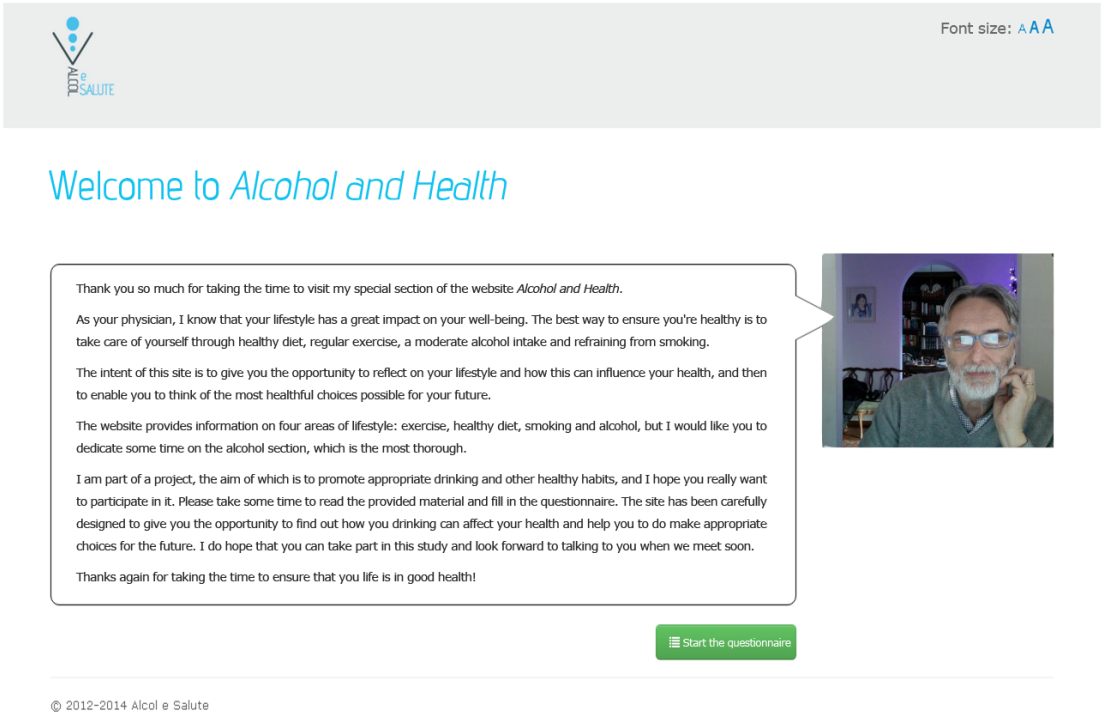 Font size: A A A
ALCOL e SALUTE
Welcome to Alcohol and Health
Thank you so much for taking the time to visit my special section of the website Alcohol and Health.
As your physician, I know that your lifestyle has a great impact on your well-being. The best way to ensure you're healthy is to
take care of yourself through healthy diet, regular exercise, a moderate alcohol intake and refraining from smoking.
The intent of this site is to give you the opportunity to reflect on your lifestyle and how this can influence your health, and then
to enable you to think of the most healthful choices possible for your future.
The website provides information on four areas of lifestyle: exercise, healthy diet, smoking and alcohol, but I would like you to
dedicate some time on the alcohol section, which is the most thorough.
I am part of a project, the aim of which is to promote appropriate drinking and other healthy habits, and I hope you really want
to participate in it. Please take some time to read the provided material and fill in the questionnaire. The site has been carefully
designed to give you the opportunity to find out how you drinking can affect your health and help you to do make appropriate
choices for the future. I do hope that you can take part in this study and look forward to talking to you when we meet soon.
Thanks again for taking the time to ensure that you life is in good health!
Start the questionnaire
© 2012-2014 Alcol e Salute